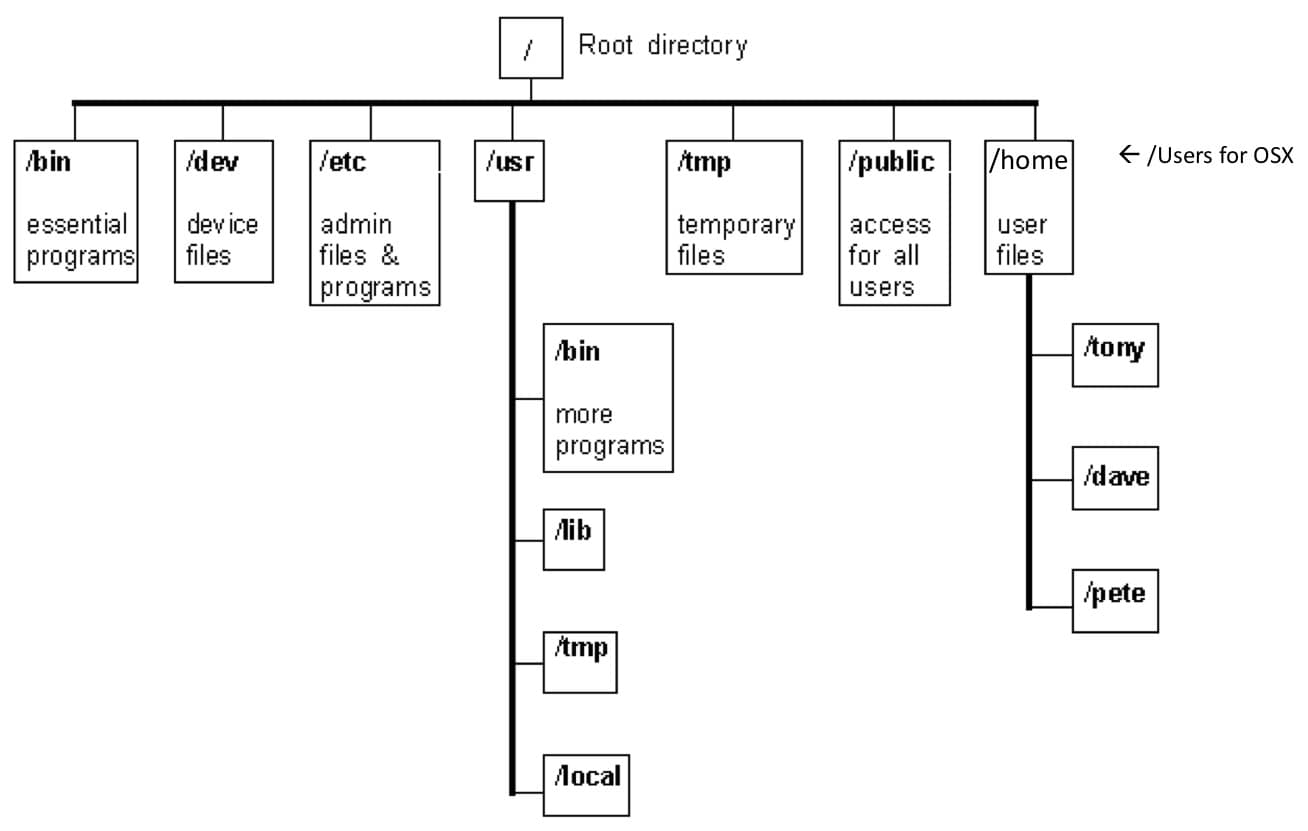 / Root directory
/bin
essential
programs
/dev
device
files
/etc
admin
files &
programs
/usr
/tmp
temporary
files
/public
access
for all
users
/home
user
files
← /Users for OSX
/bin
more
programs
/lib
/tmp
/local
/tony
/dave
/pete